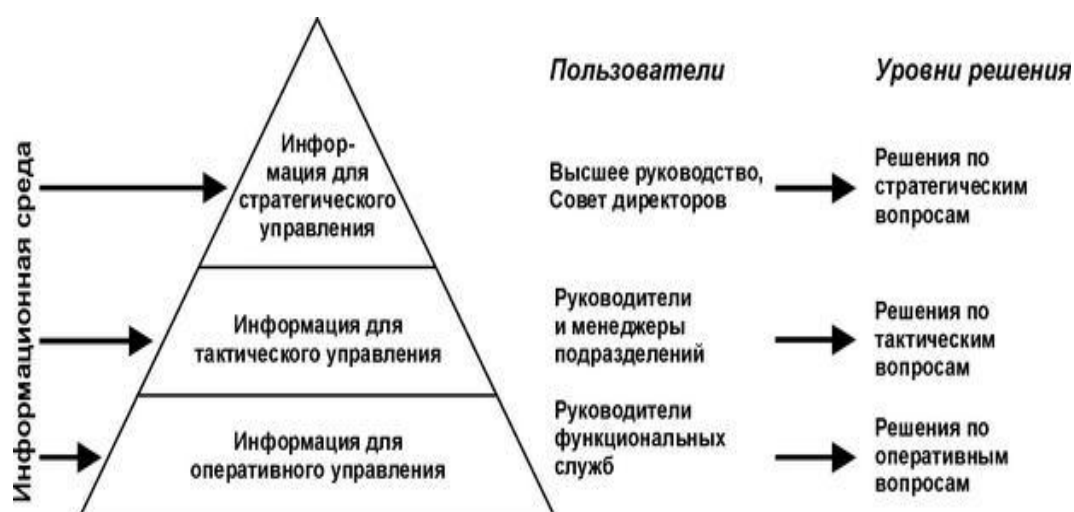 Пользователи
Уровни решения
Информационная среда
Инфор-
мация для
стратегического
управления
Высшее руководство,
Совет директоров
Решения по
стратегическим
вопросам
Информация для
тактического управления
Руководители
и менеджеры
подразделений
Решения по
тактическим
вопросам
Информация для
оперативного управления
Руководители
функциональных
служб
Решения по
оперативным
вопросам